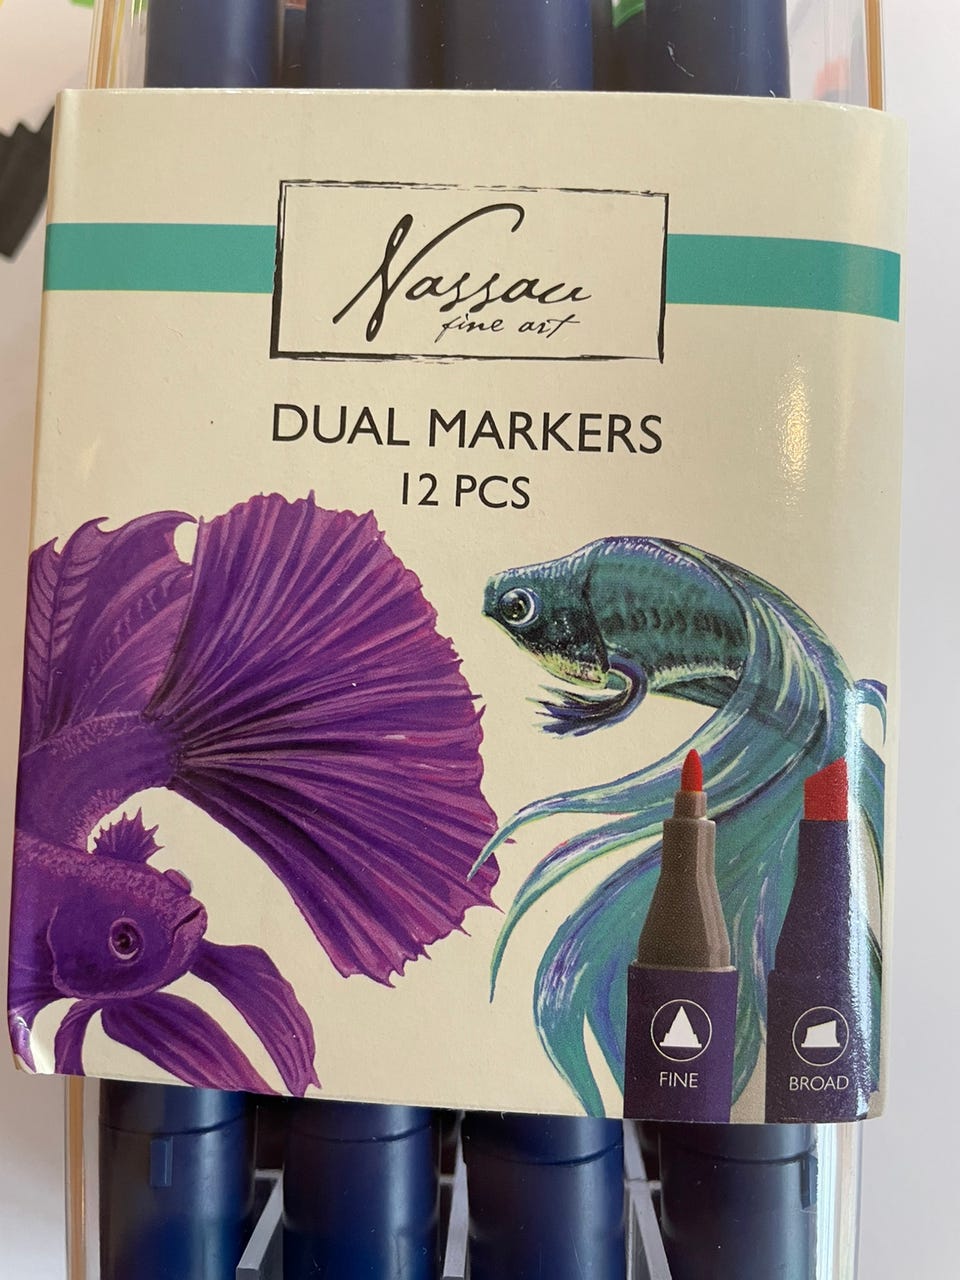 Nassau
fine art
DUAL MARKERS
12 PCS
FINE
BROAD